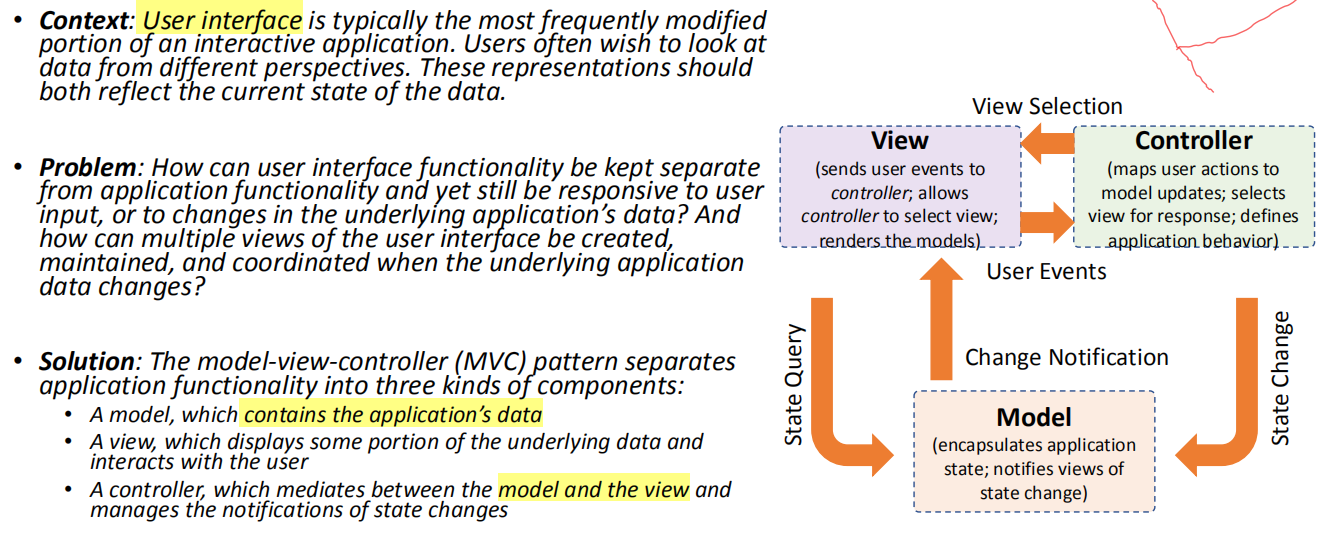 • Context: User interface is typically the most frequently modified
portion of an interactive application. Users often wish to look at
data from different perspectives. These representations should
both reflect the current state of the data.
• Problem: How can user interface functionality be kept separate
from application functionality and yet still be responsive to user
input, or to changes in the underlying application’s data? And
how can multiple views of the user interface be created,
maintained, and coordinated when the underlying application
data changes?
• Solution: The model-view-controller (MVC) pattern separates
application functionality into three kinds of components:
• A model, which contains the application’s data
• A view, which displays some portion of the underlying data and
interacts with the user
• A controller, which mediates between the model and the view and
manages the notifications of state changes
View Selection
View
(sends user events to
controller; allows
controller to select view;
renders the models)
Controller
(maps user actions to
model updates; selects
view for response; defines
application behavior)
User Events
State Query
Change Notification
State Change
Model
(encapsulates application
state; notifies views of
state change)